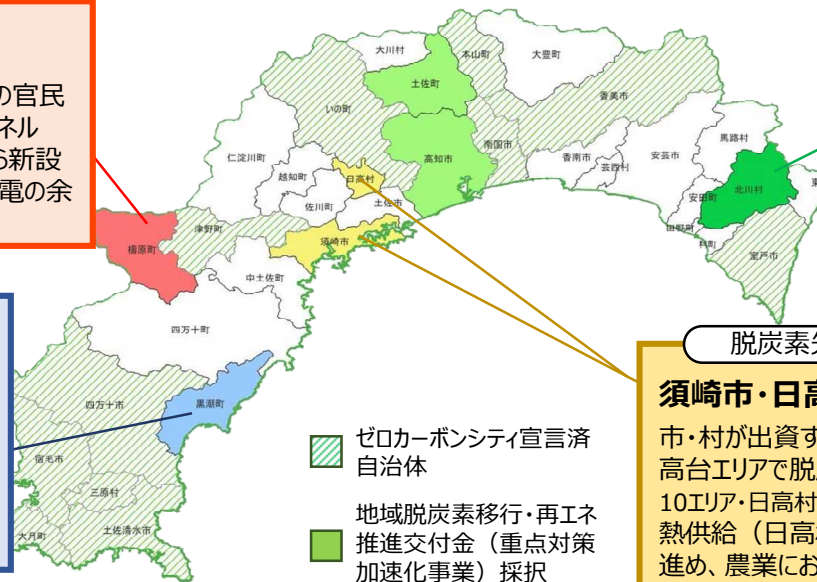 の官民
ネル
ら新設
電の余
大川村
本山町
大豊町
土佐町
いの町
香美市
馬路村
仁淀川町
南国市
高知市
香南市
芸西村
安芸市
越知町
日高村
北川村
東
佐川町
土佐市
安田町
田野町
津野町
須崎市
室戸市
梼原町
中土佐町
四万十町
四万十市
黒潮町
宿毛市
三原村
大月町
土佐清水市
ゼロカーボンシティ宣言済
自治体
地域脱炭素移行・再エネ
推進交付金（重点対策
加速化事業）採択
脱炭素先
須崎市・日高
市・村が出資す
高台エリアで脱
10エリア・日高村
熱供給（日高
進め、農業にお